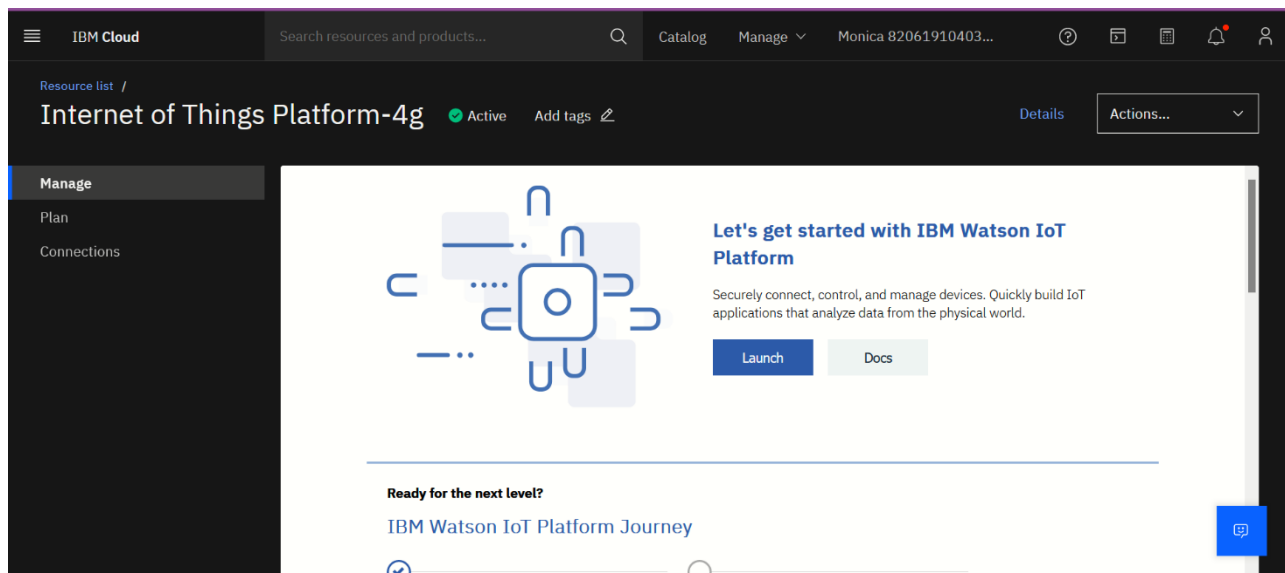 IBM Cloud
Search resources and products...
Catalog
Manage
Monica 82061910403...
Resource list /
Internet of Things Platform-4g
Active
Add tags
Details
Actions...
Manage
Plan
Connections
Let's get started with IBM Watson IoT
Platform
Securely connect, control, and manage devices. Quickly build IoT
applications that analyze data from the physical world.
Launch
Docs
Ready for the next level?
IBM Watson IoT Platform Journey